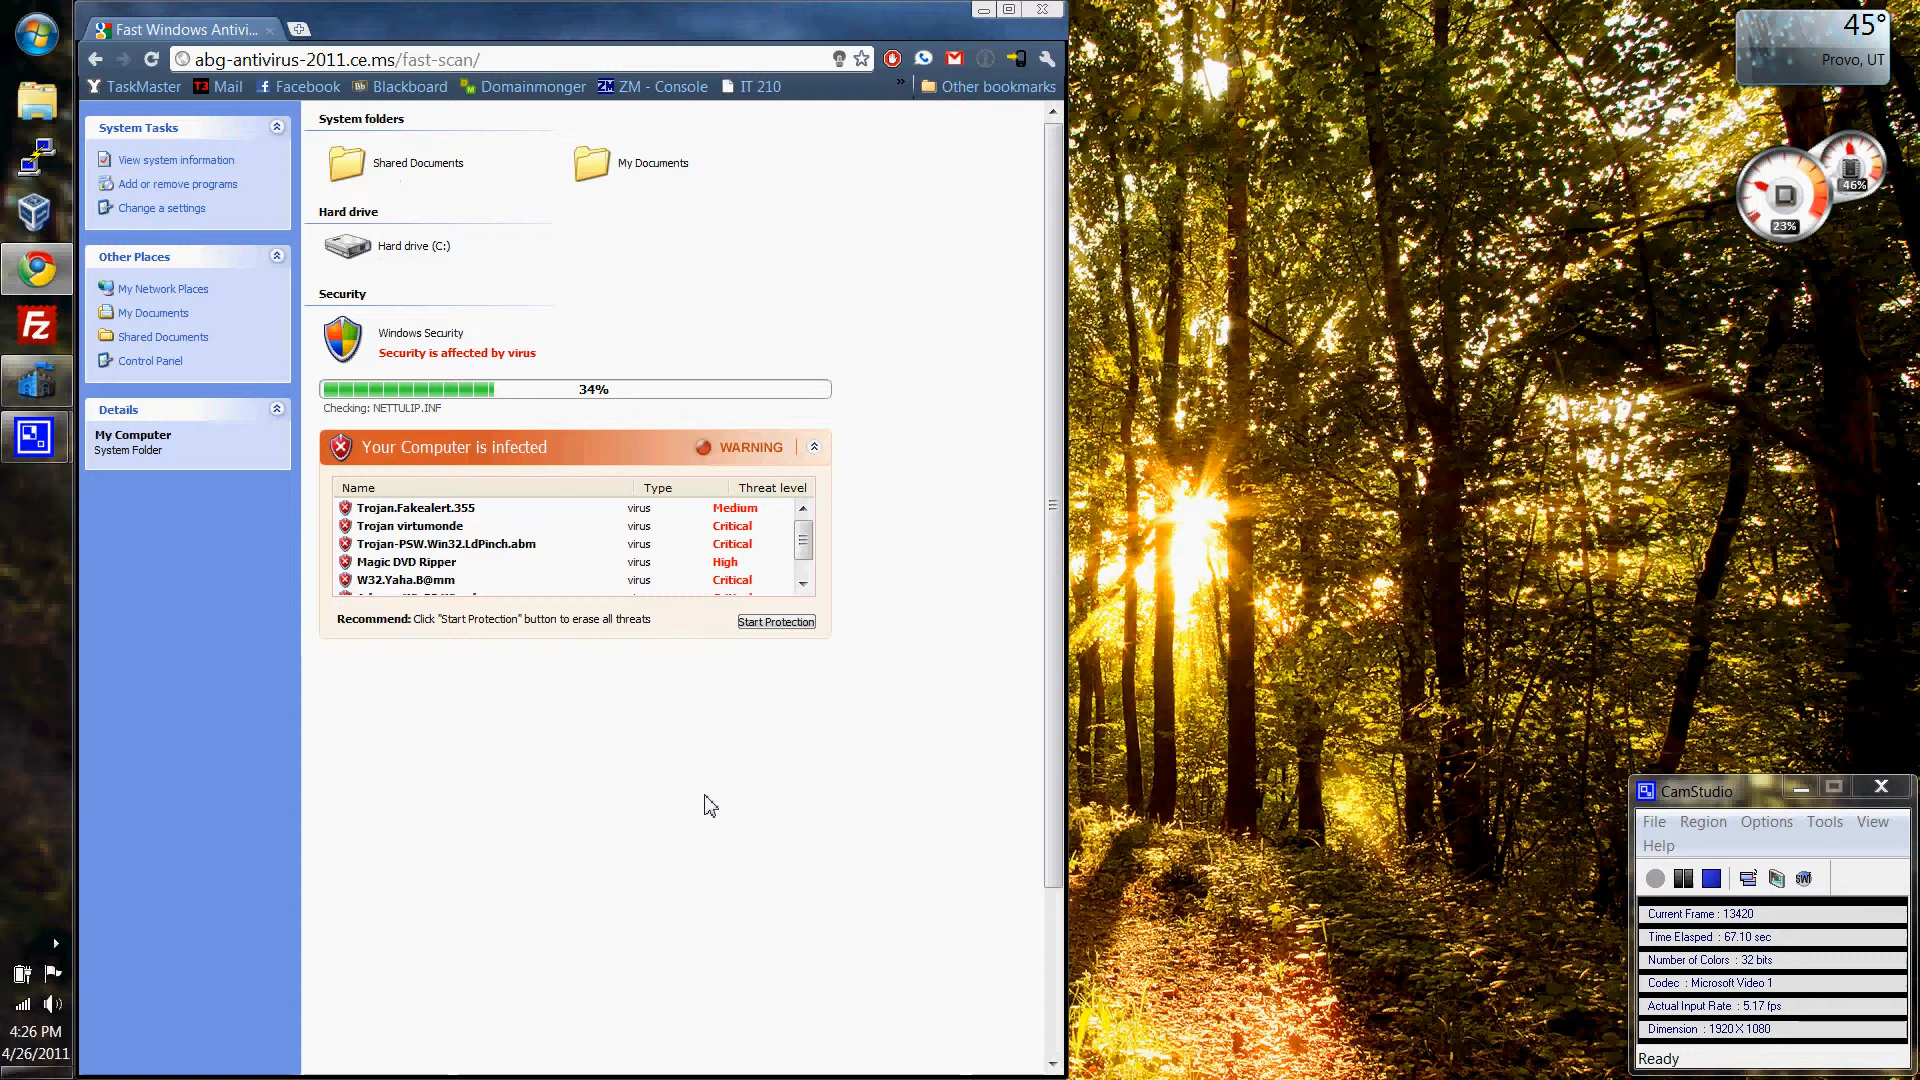 Fast Windows Antivi...
abg-antivirus-2011.ce.ms/fast-scan/
TaskMaster
Mail
Facebook
Blackboard
Domainmonger
ZM - Console
IT 210
»
Other bookmarks
System Tasks
View system information
Add or remove programs
Change a settings
Other Places
My Network Places
My Documents
Shared Documents
Control Panel
Details
My Computer
System Folder
System folders
Shared Documents
My Documents
Hard drive
Hard drive (C:)
Security
Windows Security
Security is affected by virus
34%
Checking: NETTULIP.INF
Your Computer is infected
WARNING
Name Type Threat level
Trojan.Fakealert.355 virus Medium
Trojan virtumonde virus Critical
Trojan-PSW.Win32.LdPinch.abm virus Critical
Magic DVD Ripper virus High
W32.Yaha.B@mm virus Critical
Recommend: Click "Start Protection" button to erase all threats
Start Protection
45°
Provo, UT
46%
23%
CamStudio
File Region Options Tools View
Help
Current Frame : 13420
Time Elasped : 67.10 sec
Number of Colors : 32 bits
Codec : Microsoft Video 1
Actual Input Rate : 5.17 fps
Dimension : 1920 X 1080
Ready
4:26 PM
4/26/2011